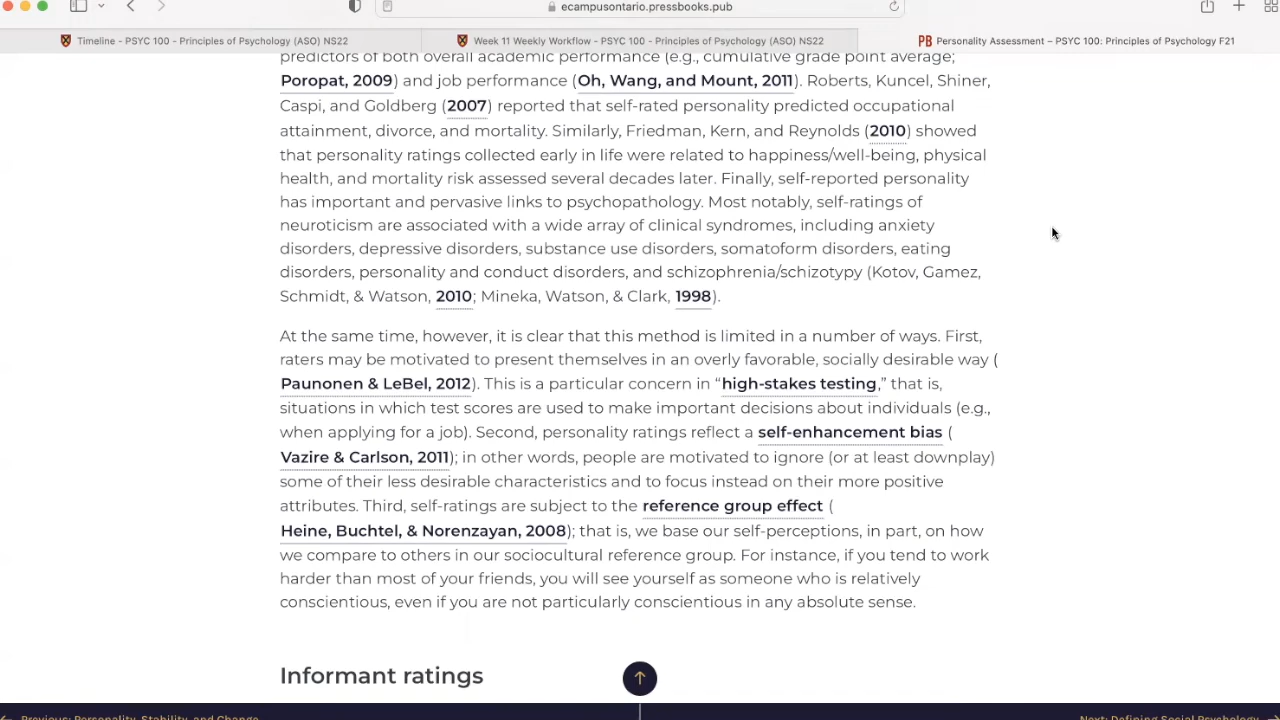 ecampusontario.pressbooks.pub
Timeline - PSYC 100 - Principles of Psychology (ASO) NS22
Week 11 Weekly Workflow - PSYC 100 - Principles of Psychology (ASO) NS22
PB Personality Assessment – PSYC 100: Principles of Psychology F21
predictors of both overall academic performance (e.g., cumulative grade point average;
Poropat, 2009) and job performance (Oh, Wang, and Mount, 2011). Roberts, Kuncel, Shiner,
Caspi, and Goldberg (2007) reported that self-rated personality predicted occupational
attainment, divorce, and mortality. Similarly, Friedman, Kern, and Reynolds (2010) showed
that personality ratings collected early in life were related to happiness/well-being, physical
health, and mortality risk assessed several decades later. Finally, self-reported personality
has important and pervasive links to psychopathology. Most notably, self-ratings of
neuroticism are associated with a wide array of clinical syndromes, including anxiety
disorders, depressive disorders, substance use disorders, somatoform disorders, eating
disorders, personality and conduct disorders, and schizophrenia/schizotypy (Kotov, Gamez,
Schmidt, & Watson, 2010; Mineka, Watson, & Clark, 1998).
At the same time, however, it is clear that this method is limited in a number of ways. First,
raters may be motivated to present themselves in an overly favorable, socially desirable way (
Paunonen & LeBel, 2012). This is a particular concern in “high-stakes testing,” that is,
situations in which test scores are used to make important decisions about individuals (e.g.,
when applying for a job). Second, personality ratings reflect a self-enhancement bias (
Vazire & Carlson, 2011); in other words, people are motivated to ignore (or at least downplay)
some of their less desirable characteristics and to focus instead on their more positive
attributes. Third, self-ratings are subject to the reference group effect (
Heine, Buchtel, & Norenzayan, 2008); that is, we base our self-perceptions, in part, on how
we compare to others in our sociocultural reference group. For instance, if you tend to work
harder than most of your friends, you will see yourself as someone who is relatively
conscientious, even if you are not particularly conscientious in any absolute sense.
Informant ratings
Previous: Personality, Stability, and Change
Next: Defining Social Psychology